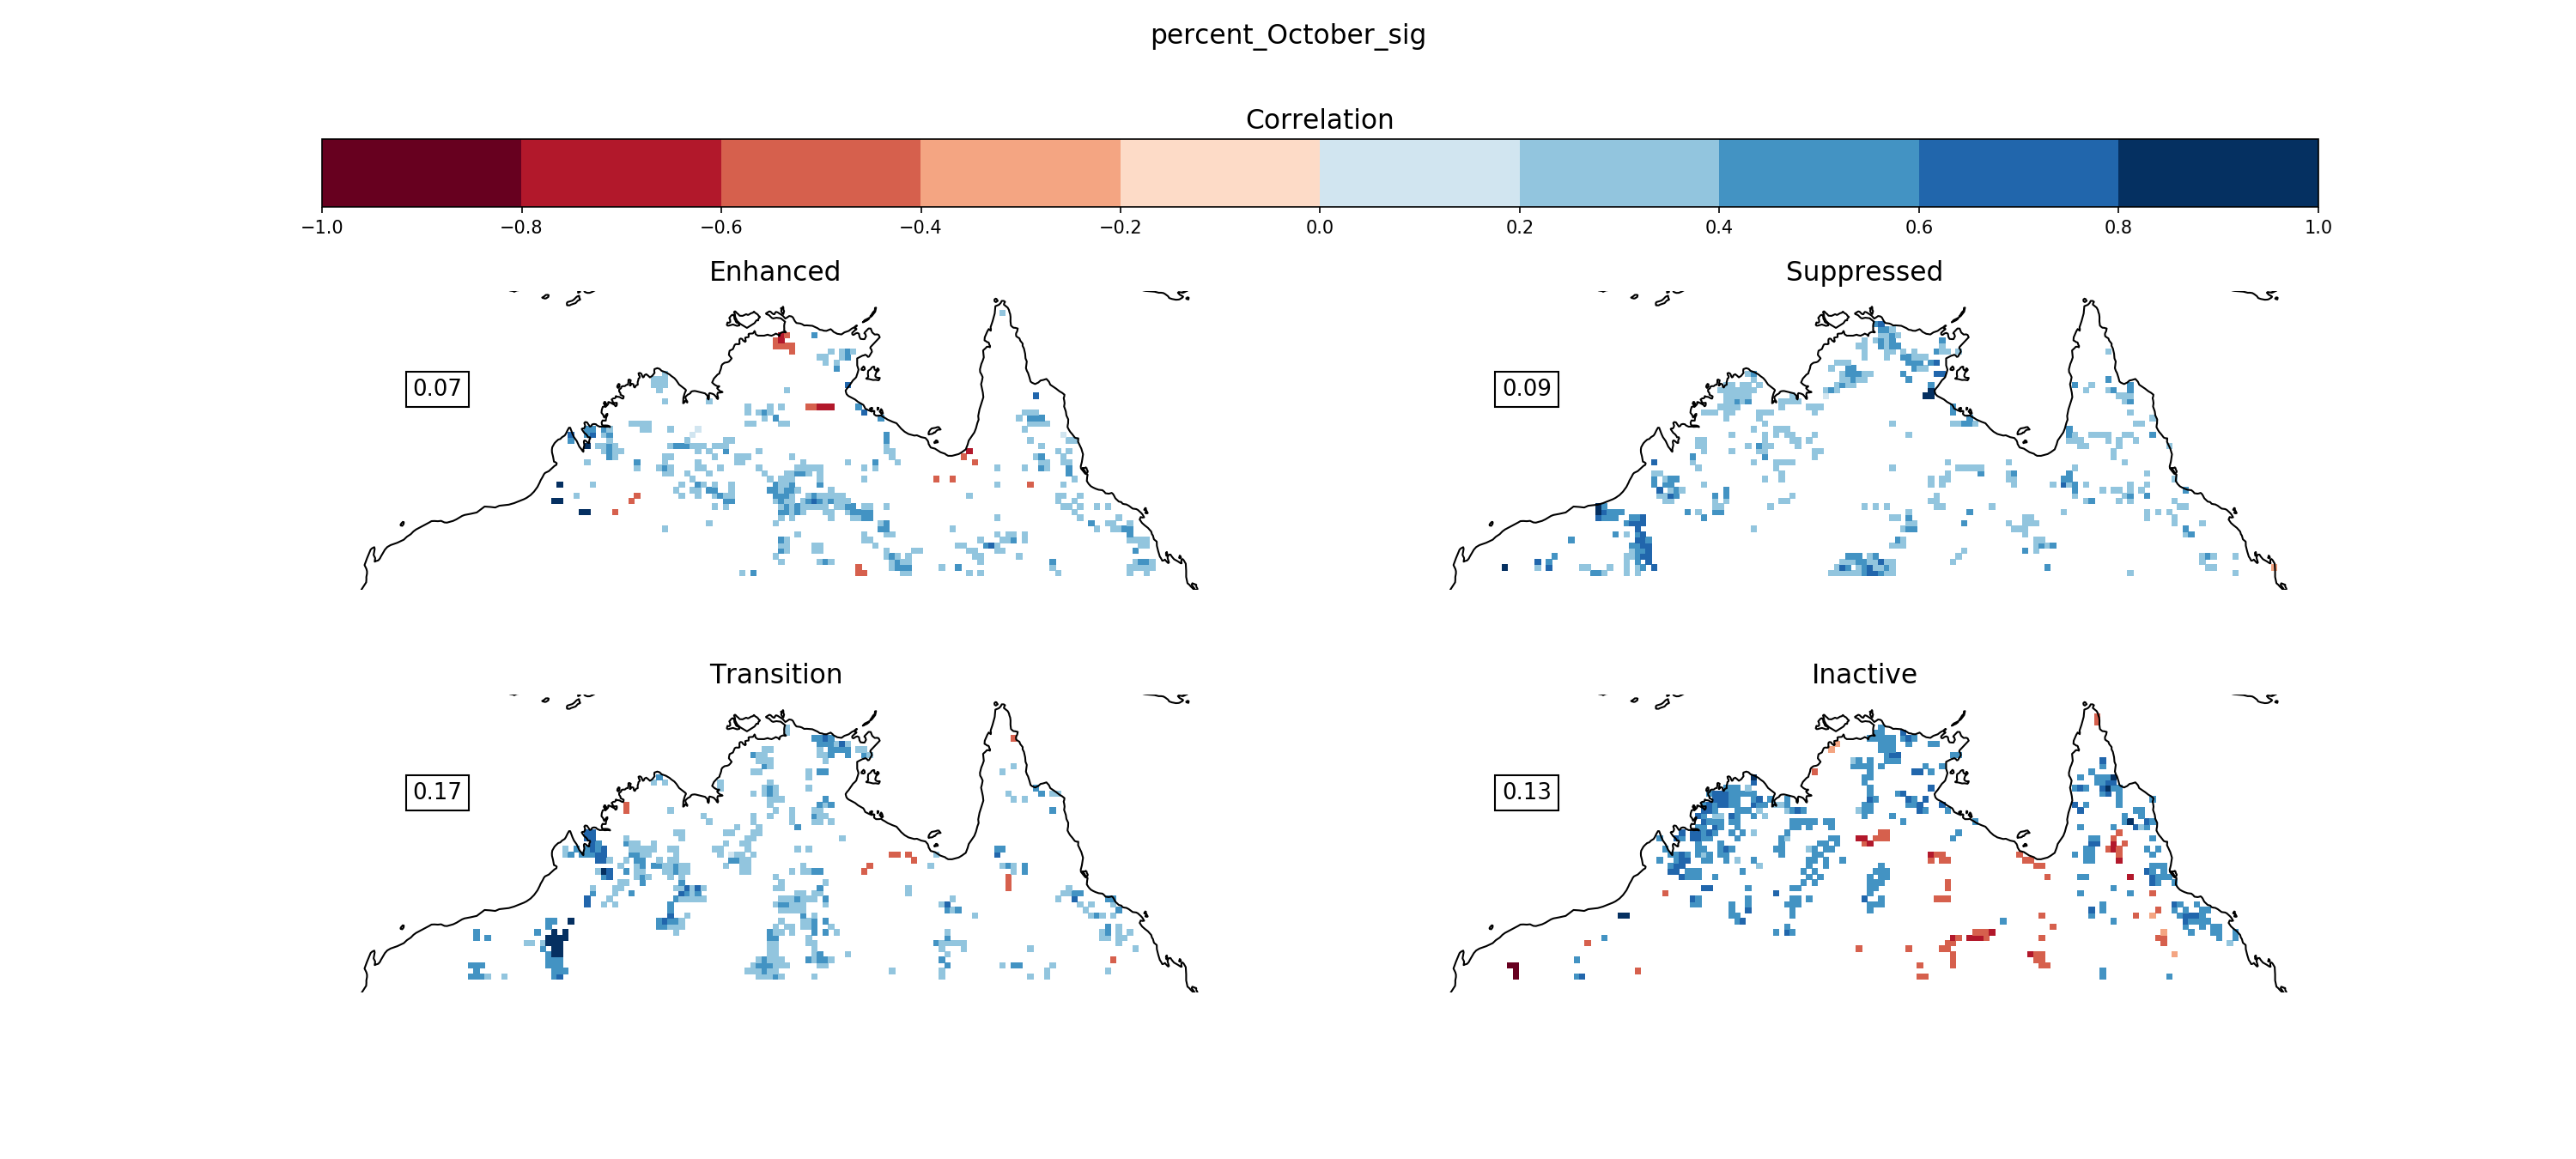 percent_October_sig
Correlation
−1.0 −0.8 −0.6 −0.4 −0.2 0.0 0.2 0.4 0.6 0.8 1.0
Enhanced
Suppressed
0.07
0.09
Transition
Inactive
0.17
0.13